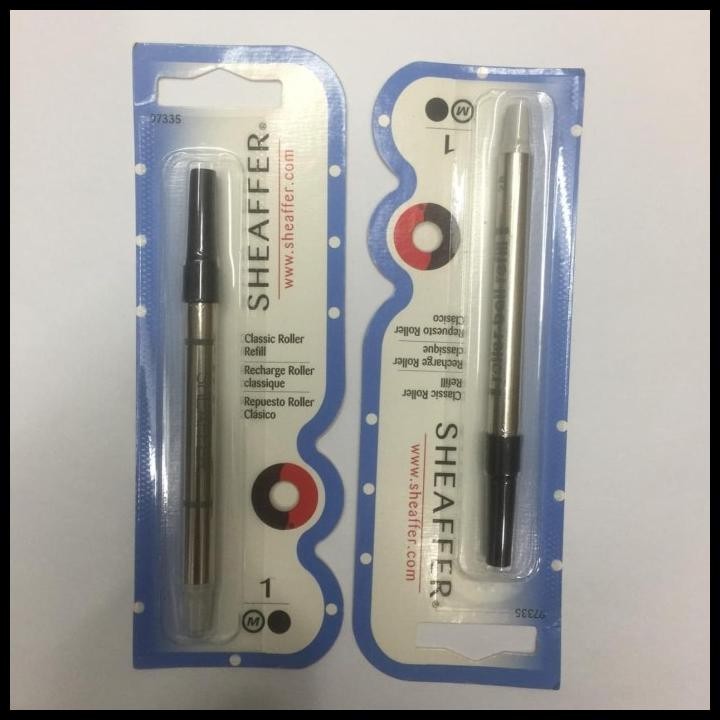 97335
SHEAFFER®
www.sheaffer.com
Classic Roller
Refill
Recharge Roller
classique
Repuesto Roller
Clásico
1
M
SHEAFFER
M
1
Classic Roller
Refill
Recharge Roller
classique
Repuesto Roller
Clásico
SHEAFFER®
www.sheaffer.com
97335